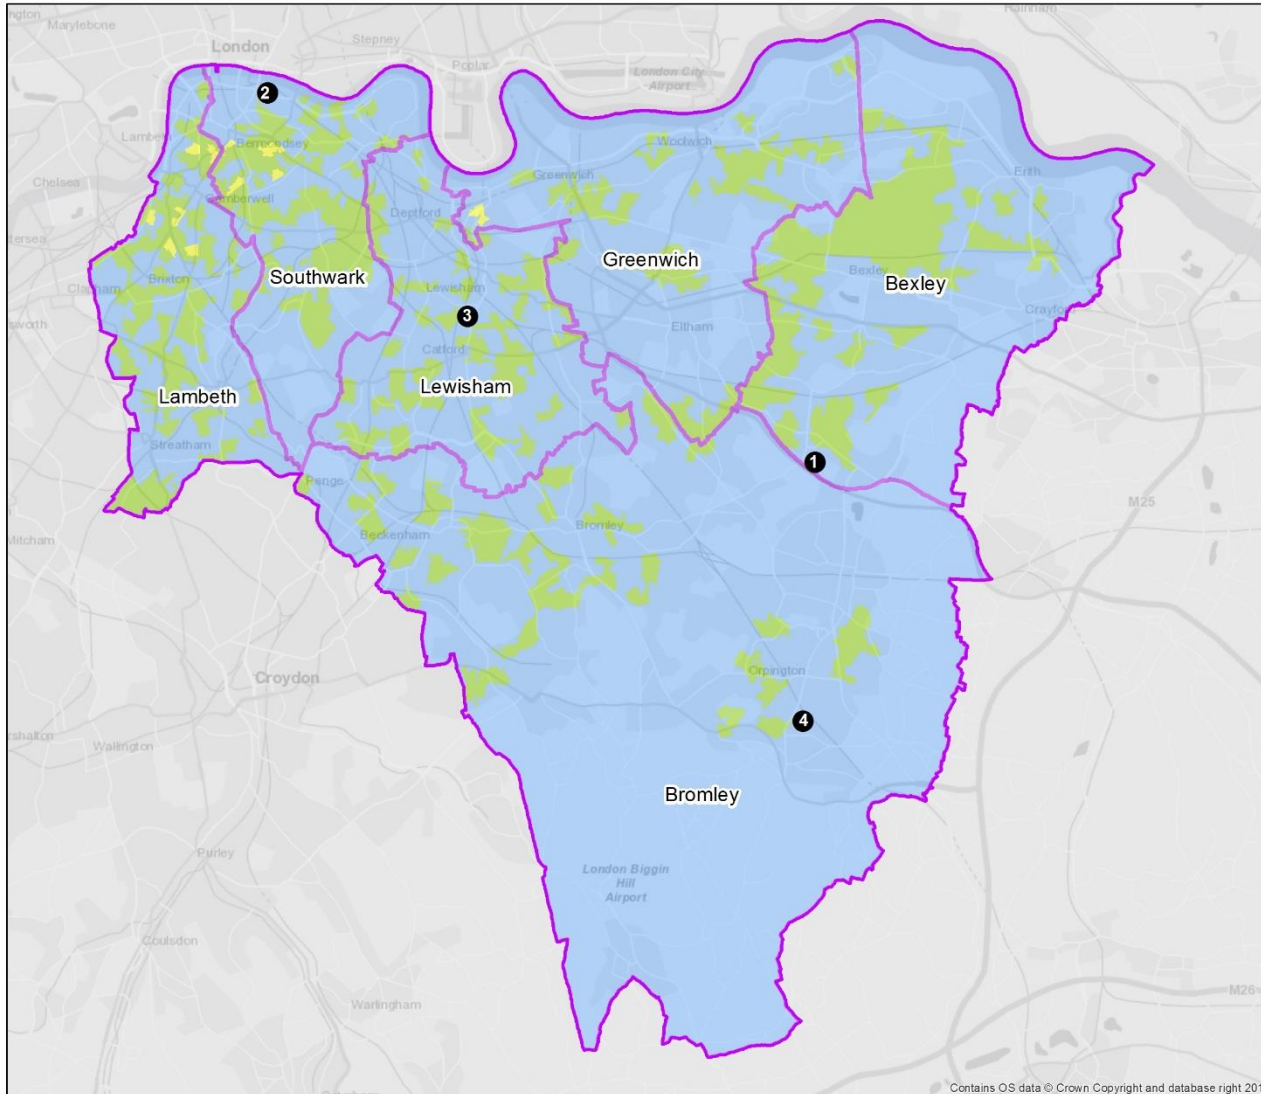 Marylebone
London
Stepney
Poplar
London City
Airport
Rainham
2
Lambeth
Bermondsey
Woolwich
Chelsea
Greenwich
Erith
Camberwell
Deptford
Greenwich
Southwark
Brixton
Bexley
Bexley
Clapham
Lewisham
3
Eltham
Crayford
Catford
Lewisham
Lambeth
Streatham
1
Penge
M25
Mitcham
Bromley
Beckenham
Croydon
Orpington
4
Wallington
Bromley
Purley
London Biggin
Hill
Airport
Coulsdon
Warlingham
M26
Contains OS data © Crown Copyright and database right 201